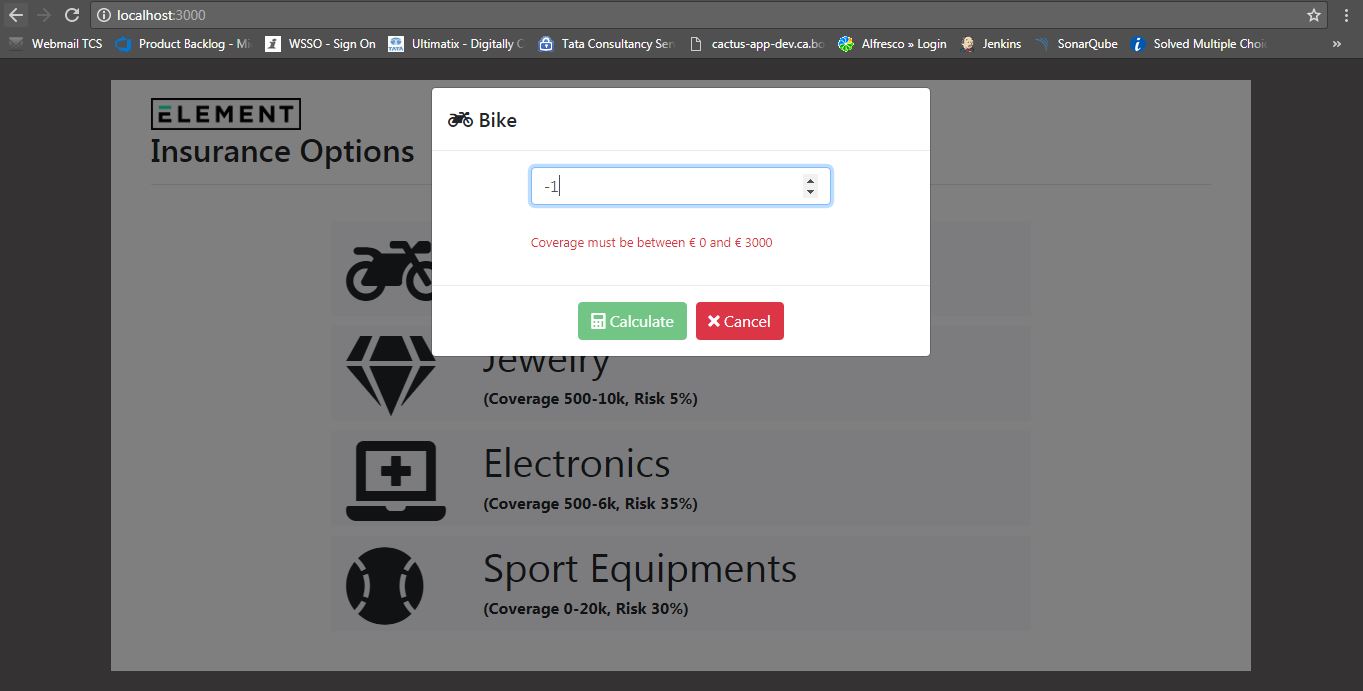 localhost:3000
Webmail TCS Product Backlog - Mi WSSO - Sign On Ultimatix - Digitally C Tata Consultancy Ser cactus-app-dev.ca.bo Alfresco » Login Jenkins SonarQube Solved Multiple Choi »
ELEMENT
Insurance Options
Bike
-1
Coverage must be between € 0 and € 3000
Calculate Cancel
Jewelry
(Coverage 500-10k, Risk 5%)
Electronics
(Coverage 500-6k, Risk 35%)
Sport Equipments
(Coverage 0-20k, Risk 30%)